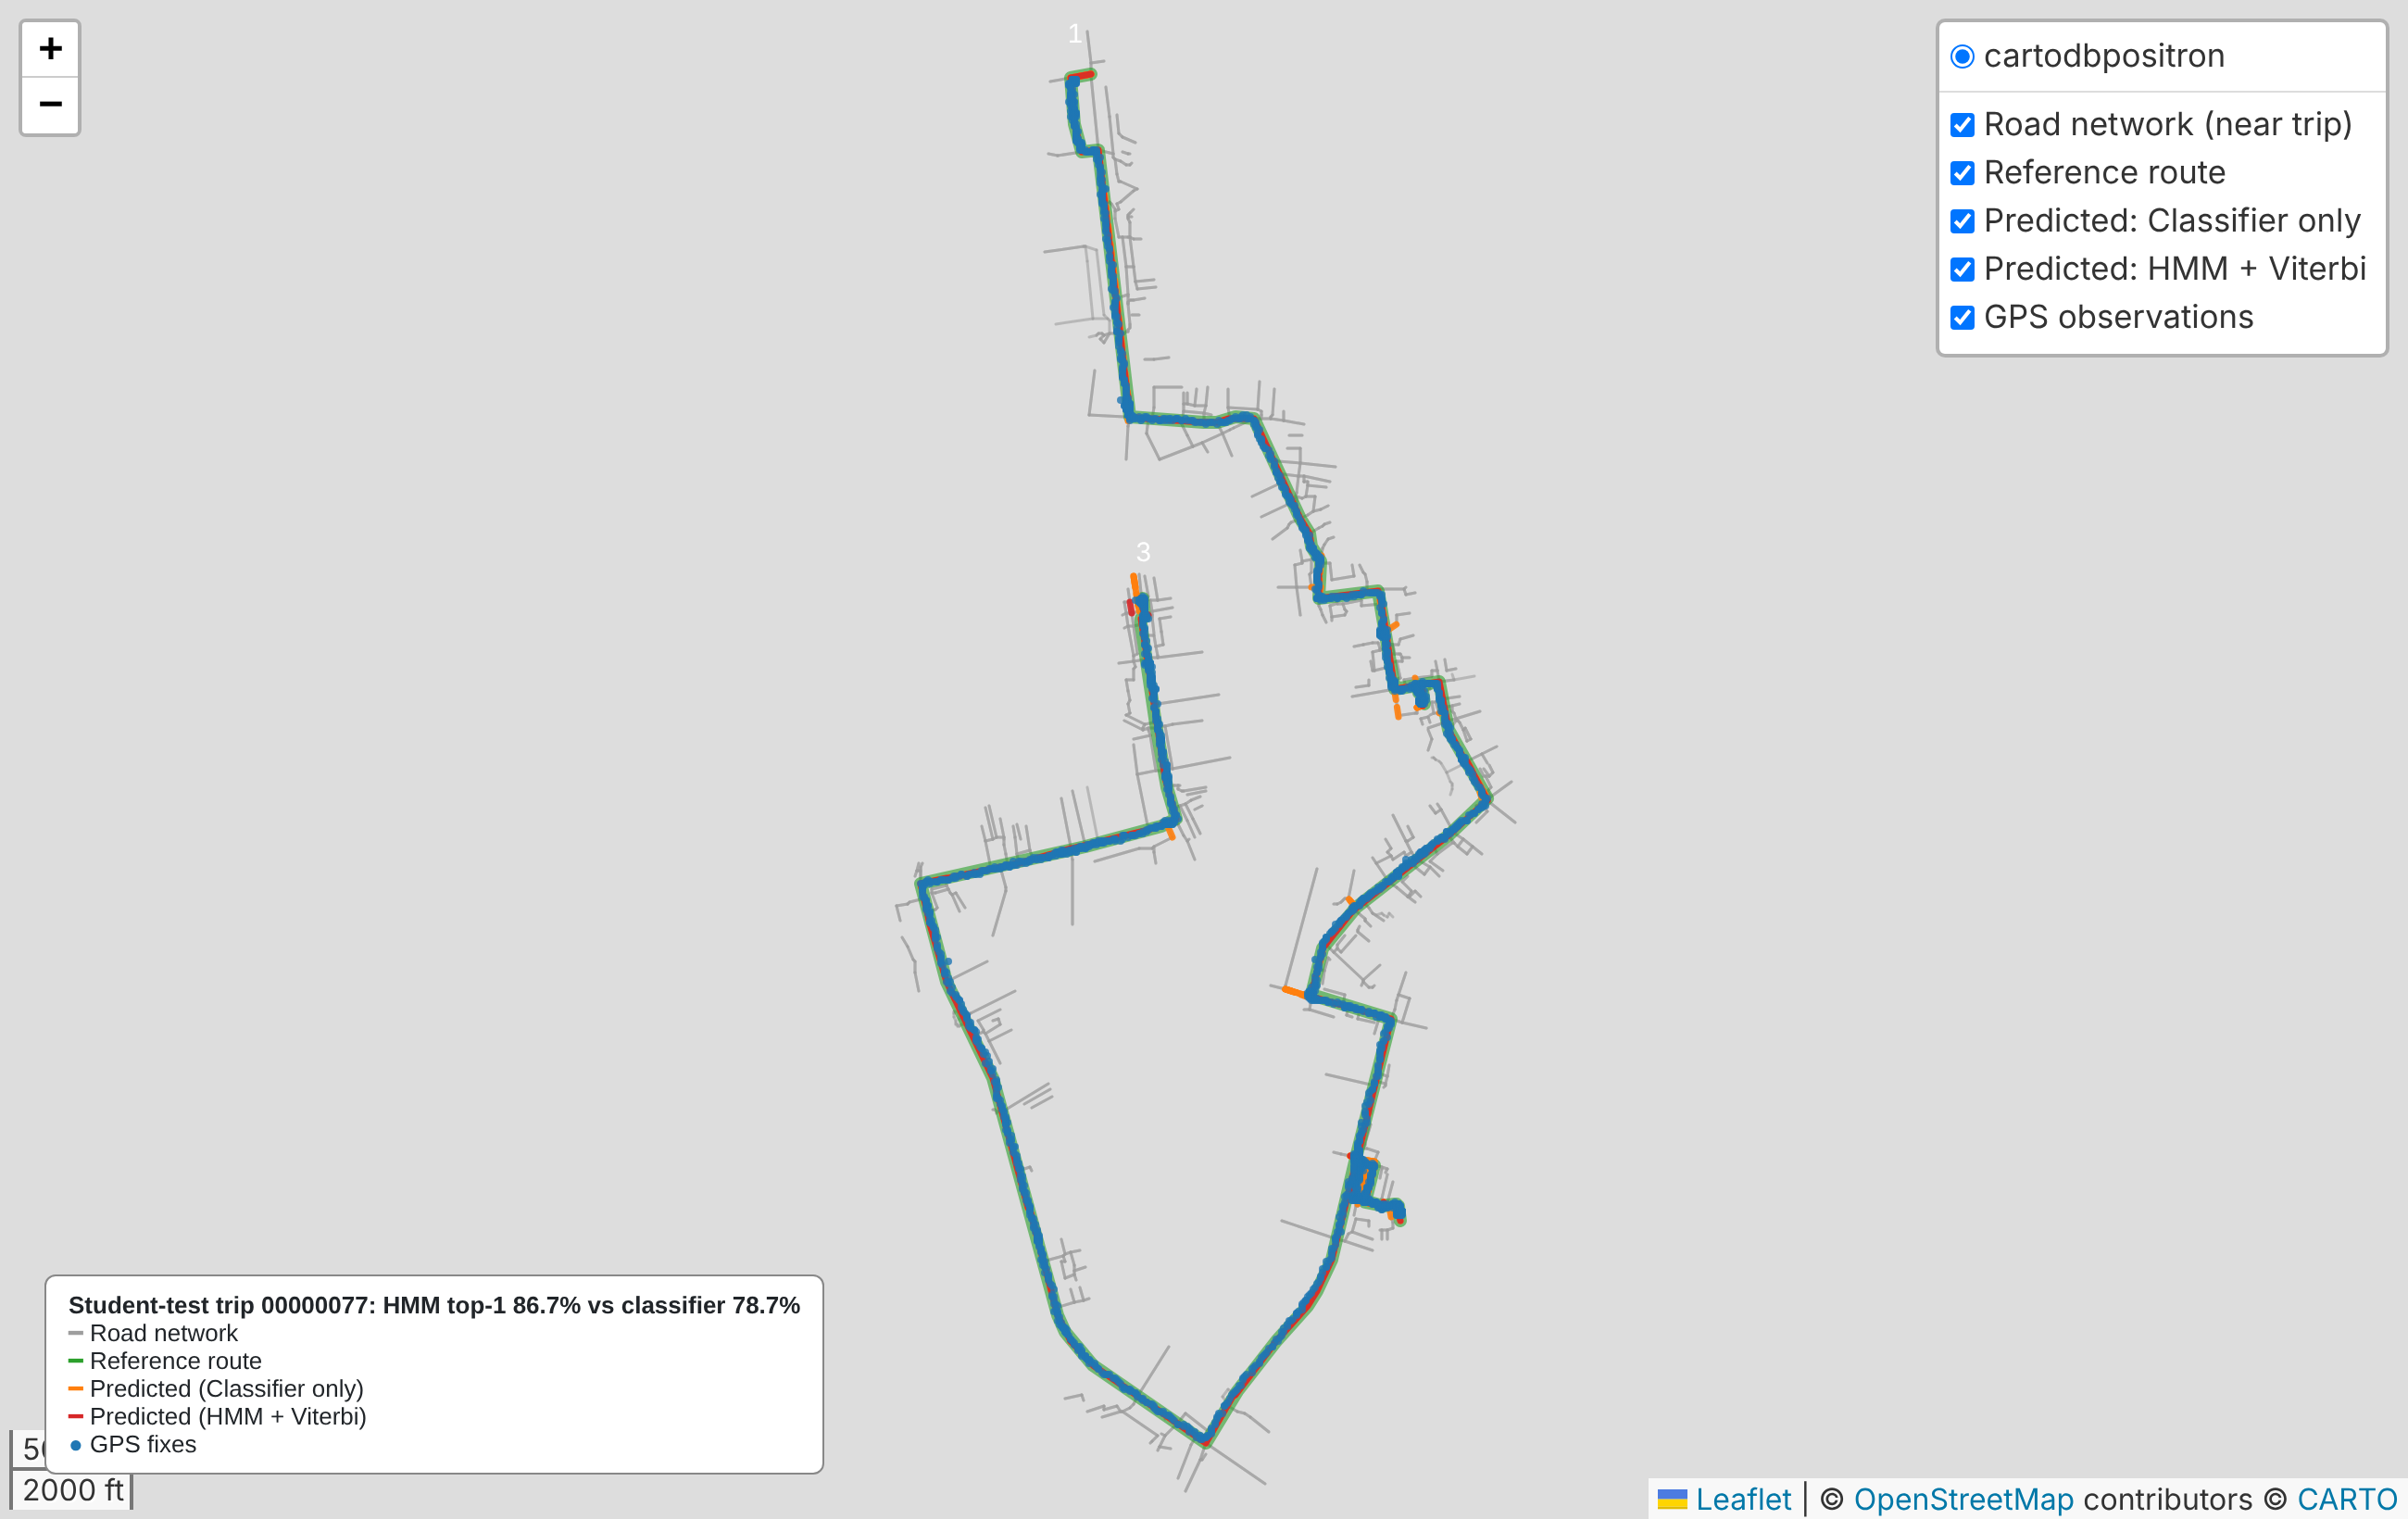 1
+
−
cartodbpositron
Road network (near trip)
Reference route
Predicted: Classifier only
Predicted: HMM + Viterbi
GPS observations
3
Student-test trip 00000077: HMM top-1 86.7% vs classifier 78.7%
Road network
Reference route
Predicted (Classifier only)
Predicted (HMM + Viterbi)
GPS fixes
2000 ft
Leaflet | © OpenStreetMap contributors © CARTO